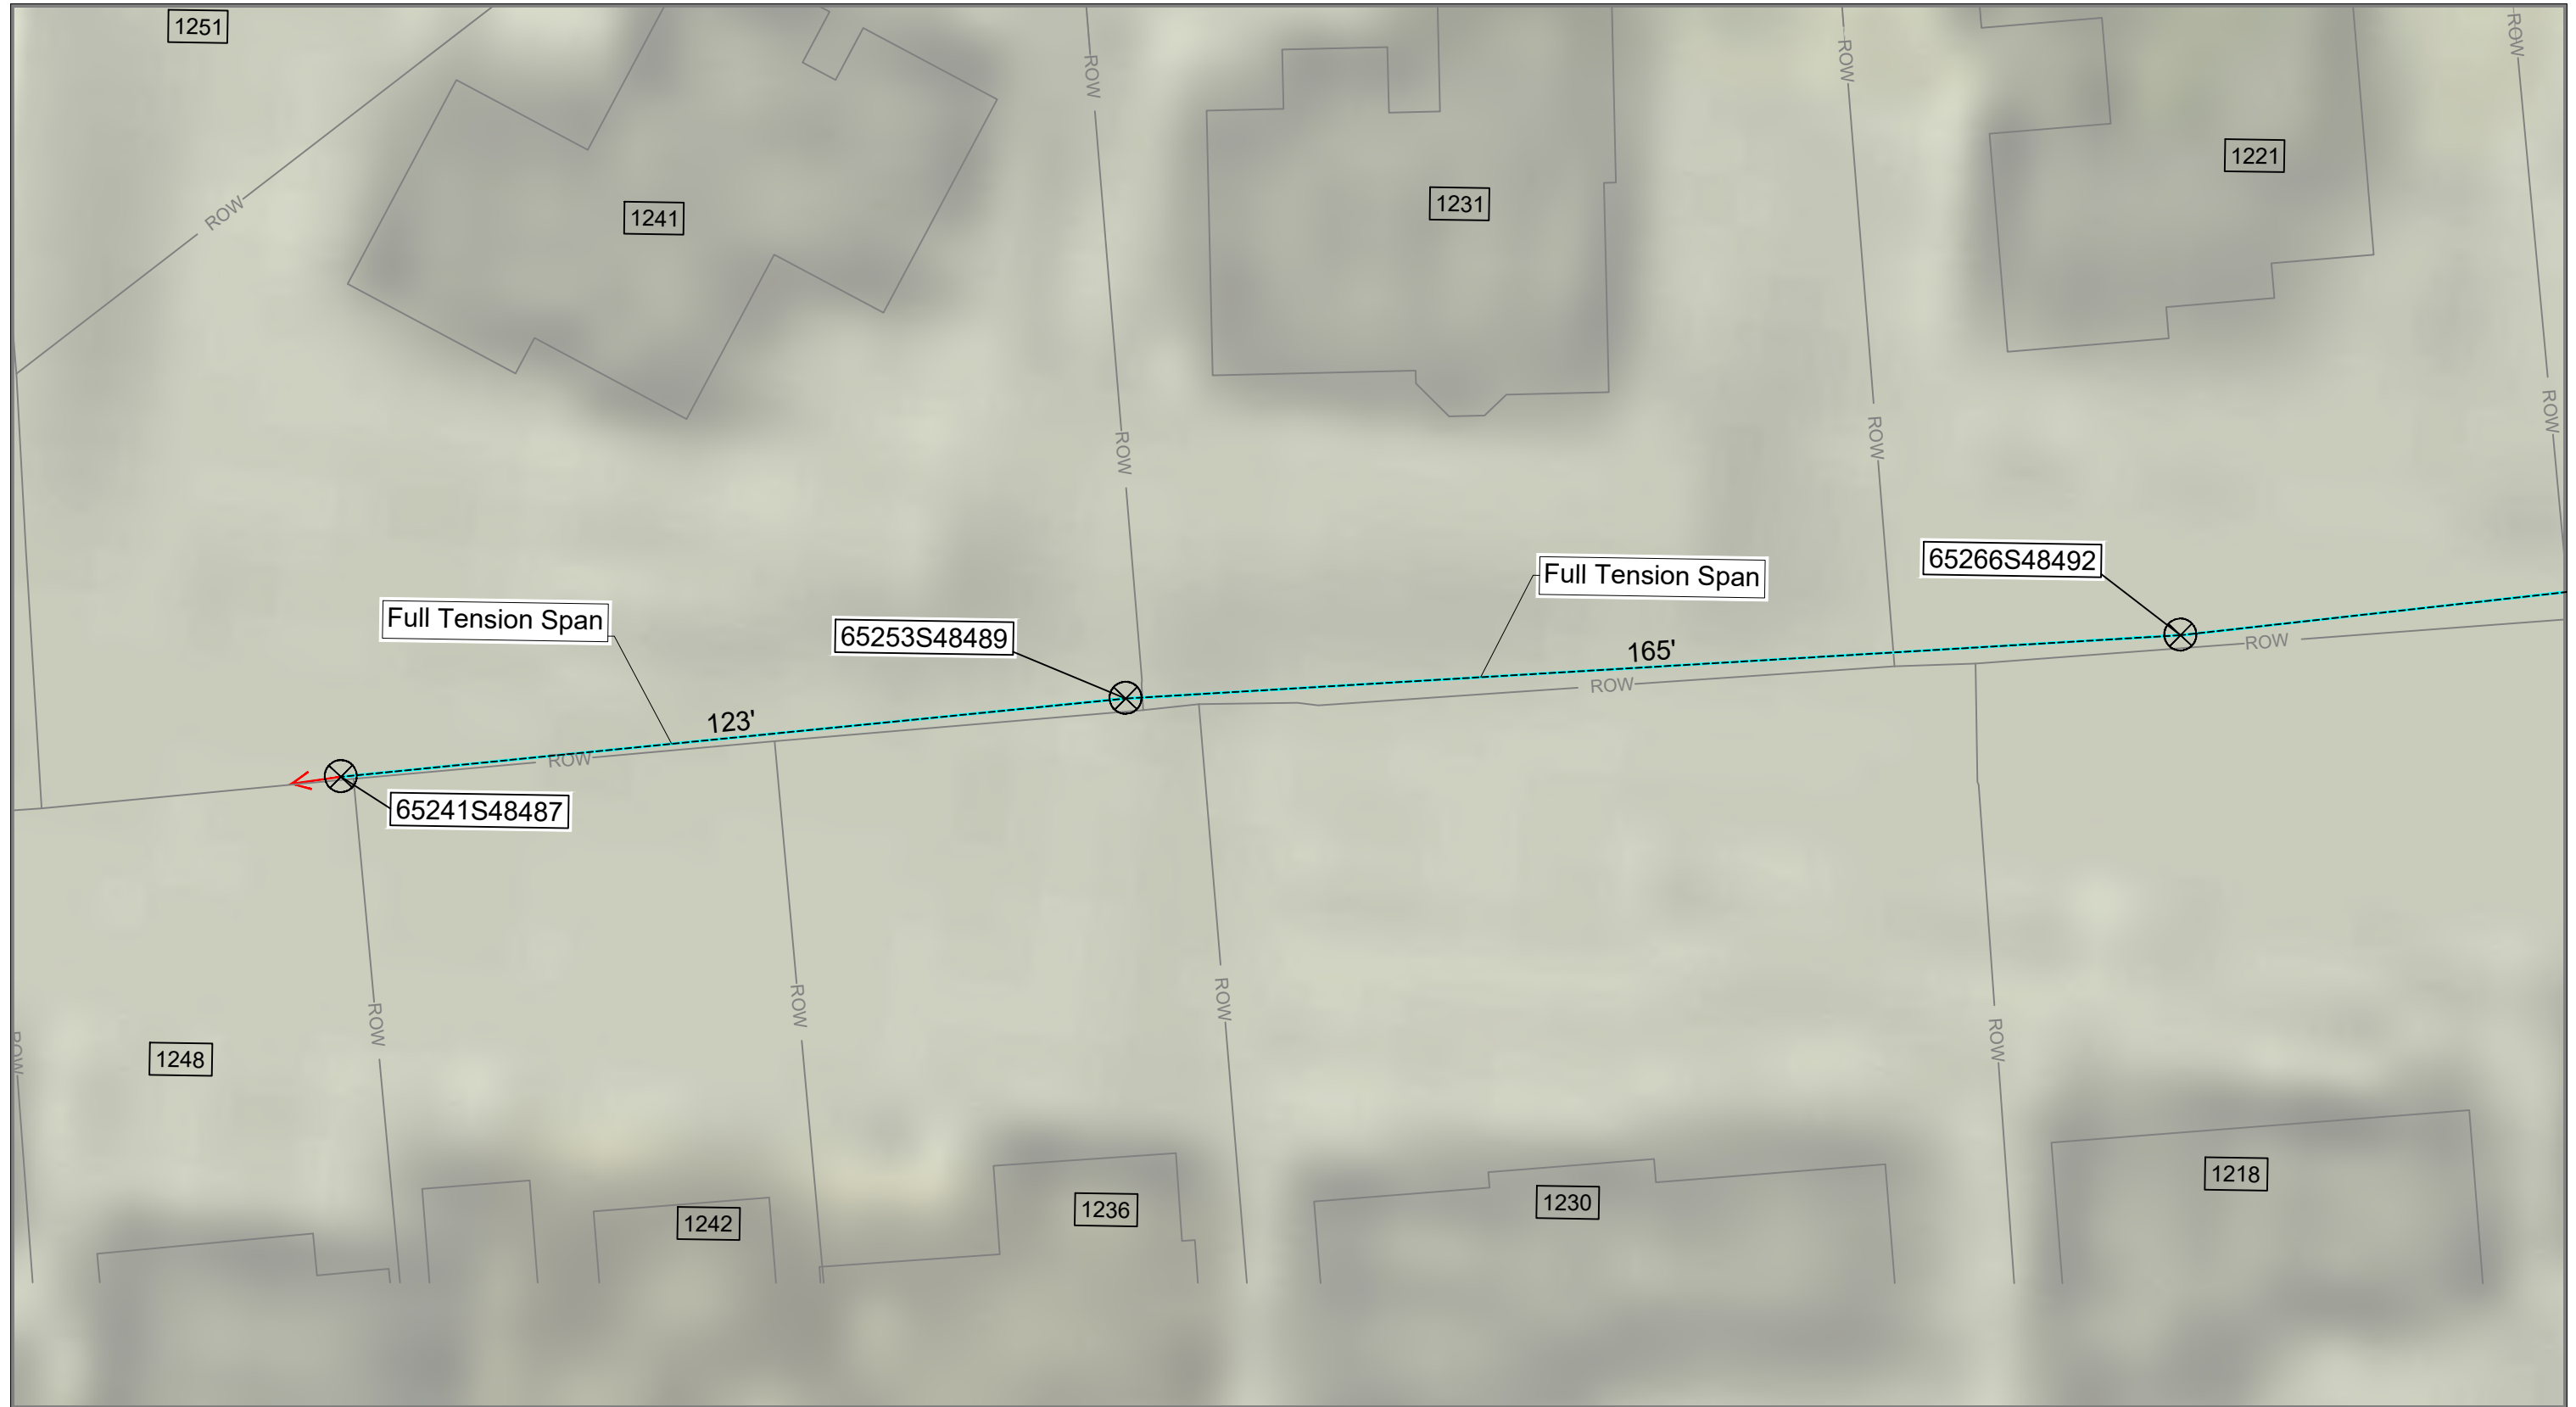 1251
ROW
ROW
ROW
1221
1241
1231
ROW
ROW
ROW
ROW
65266S48492
Full Tension Span
Full Tension Span
65253S48489
165'
ROW
ROW
123'
ROW
65241S48487
ROW
ROW
ROW
ROW
ROW
1248
1218
1230
1236
1242